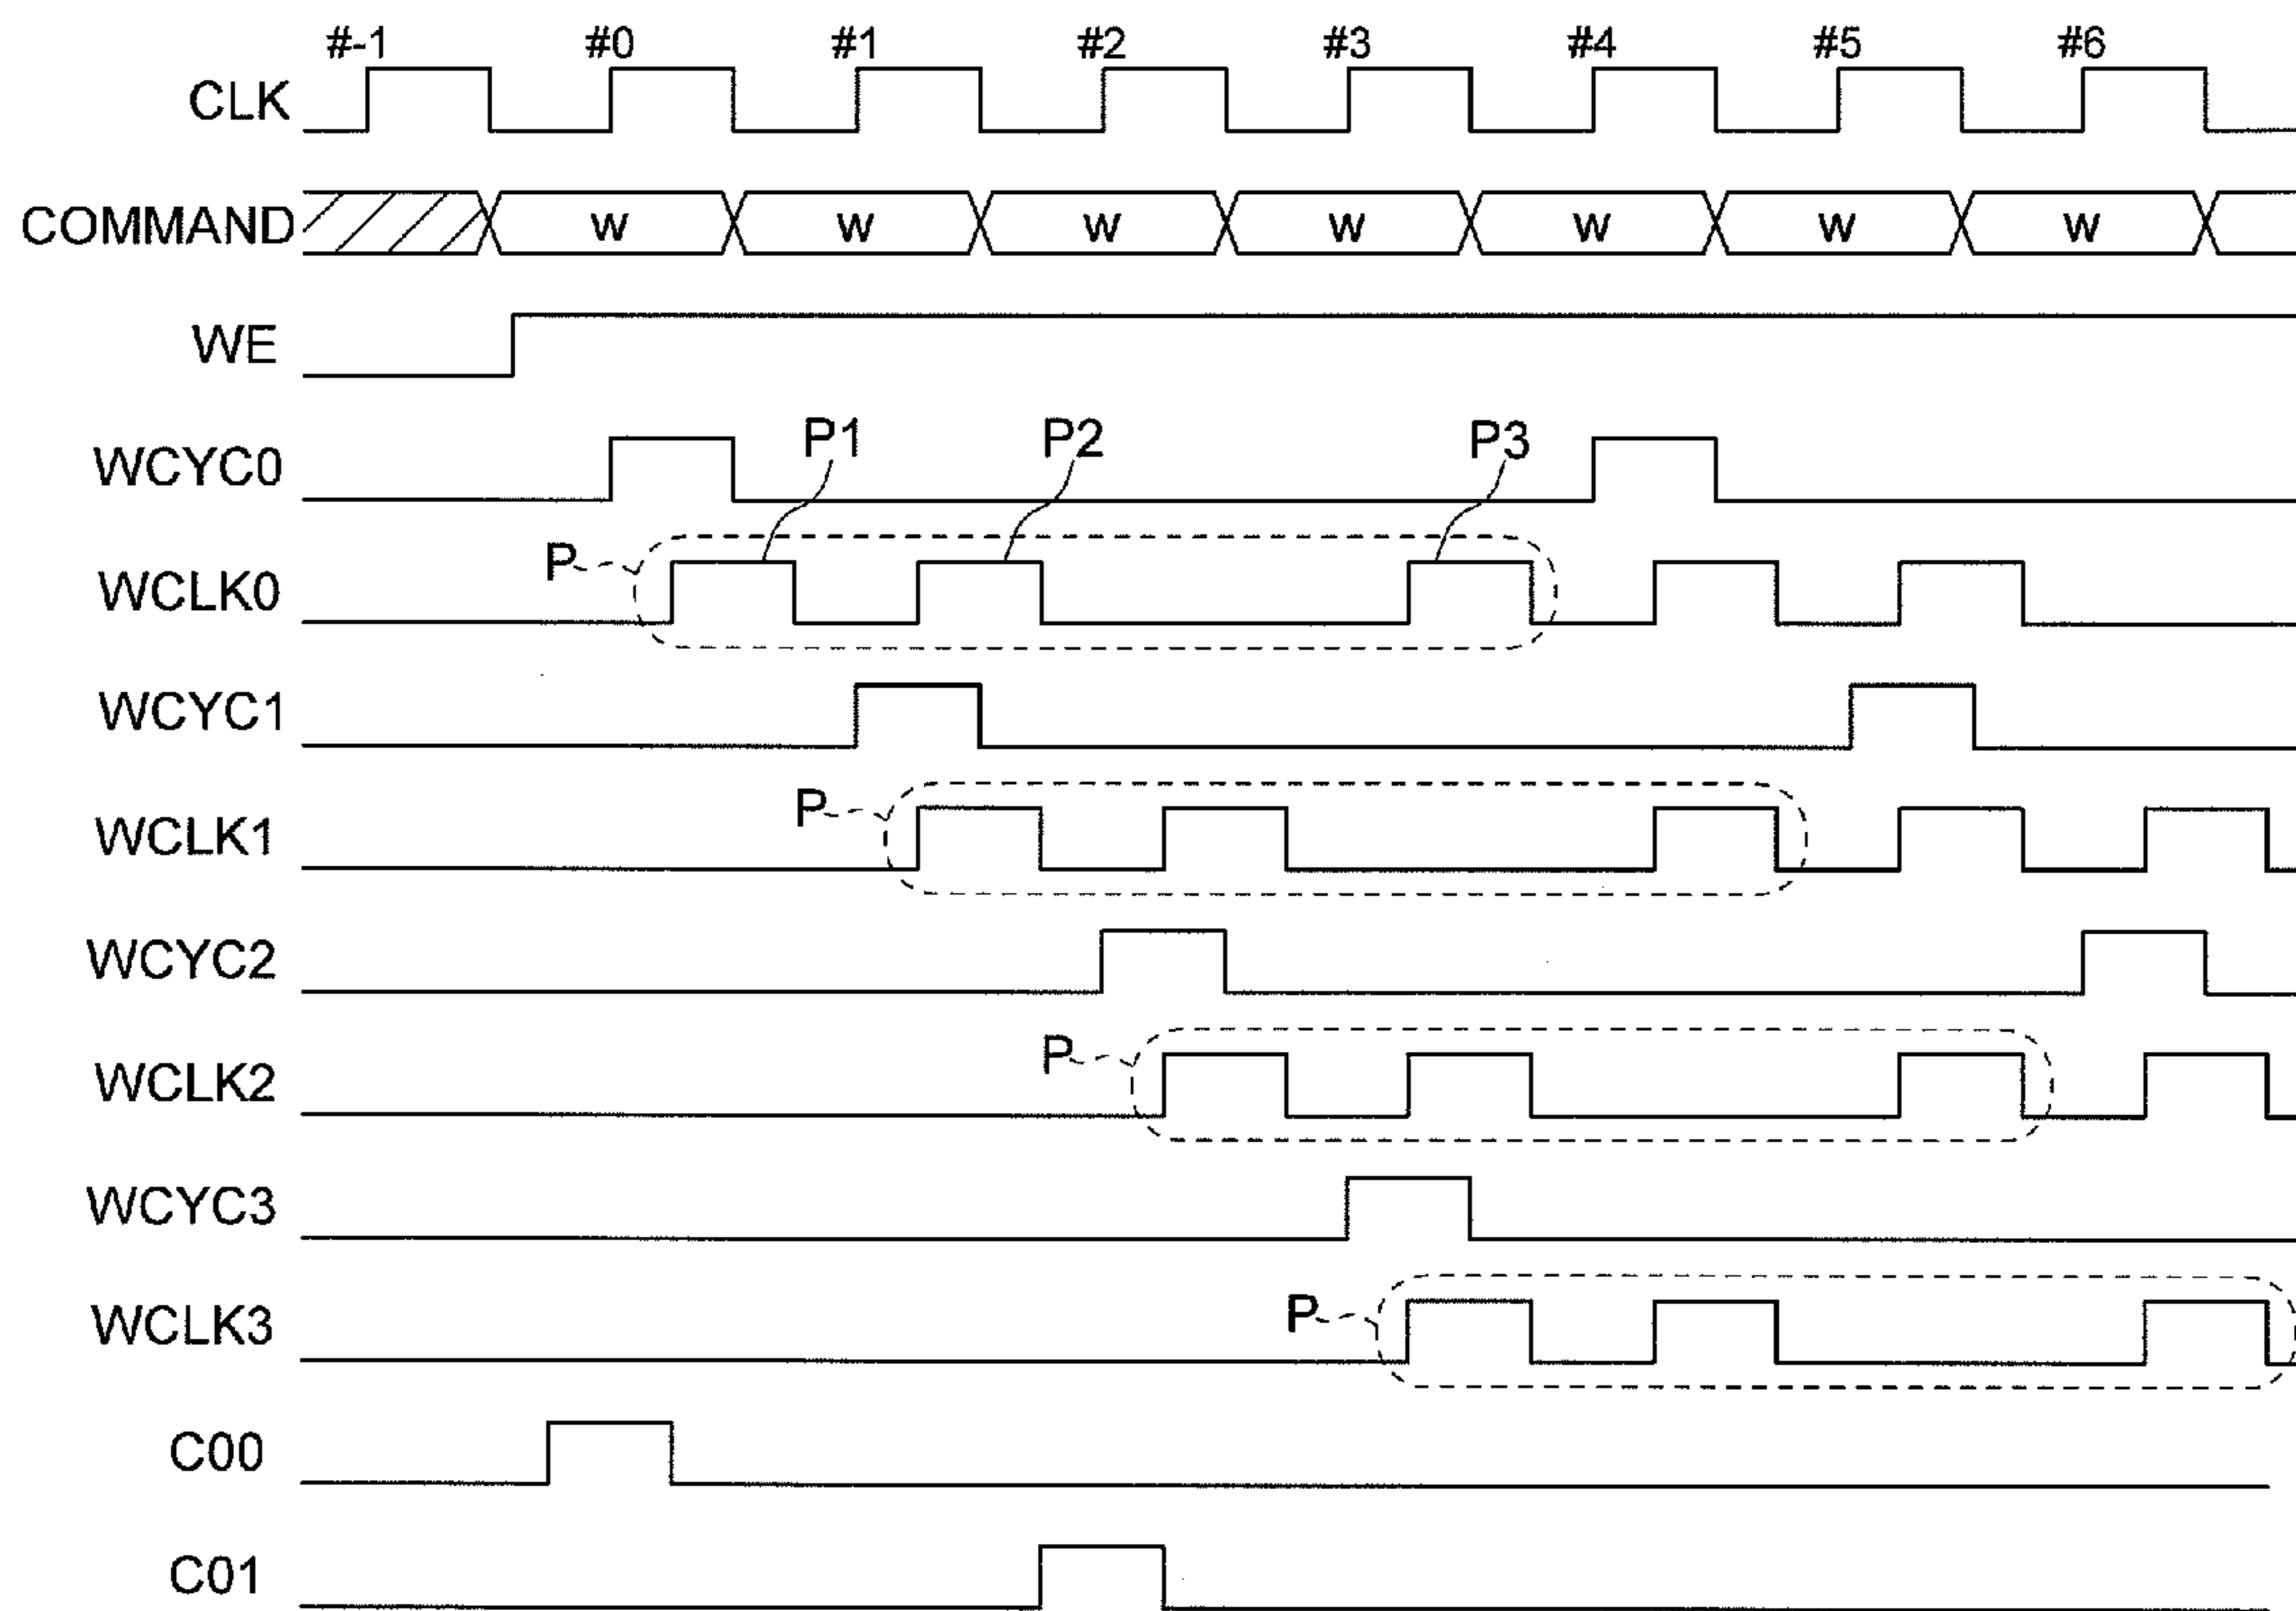 #-1 #0 #1 #2 #3 #4 #5 #6
CLK
COMMAND W W W W W W W
WE
WCYC0 P1 P2 P3
P
WCLK0
WCYC1
P
WCLK1
WCYC2
P
WCLK2
WCYC3
P
WCLK3
C00
C01